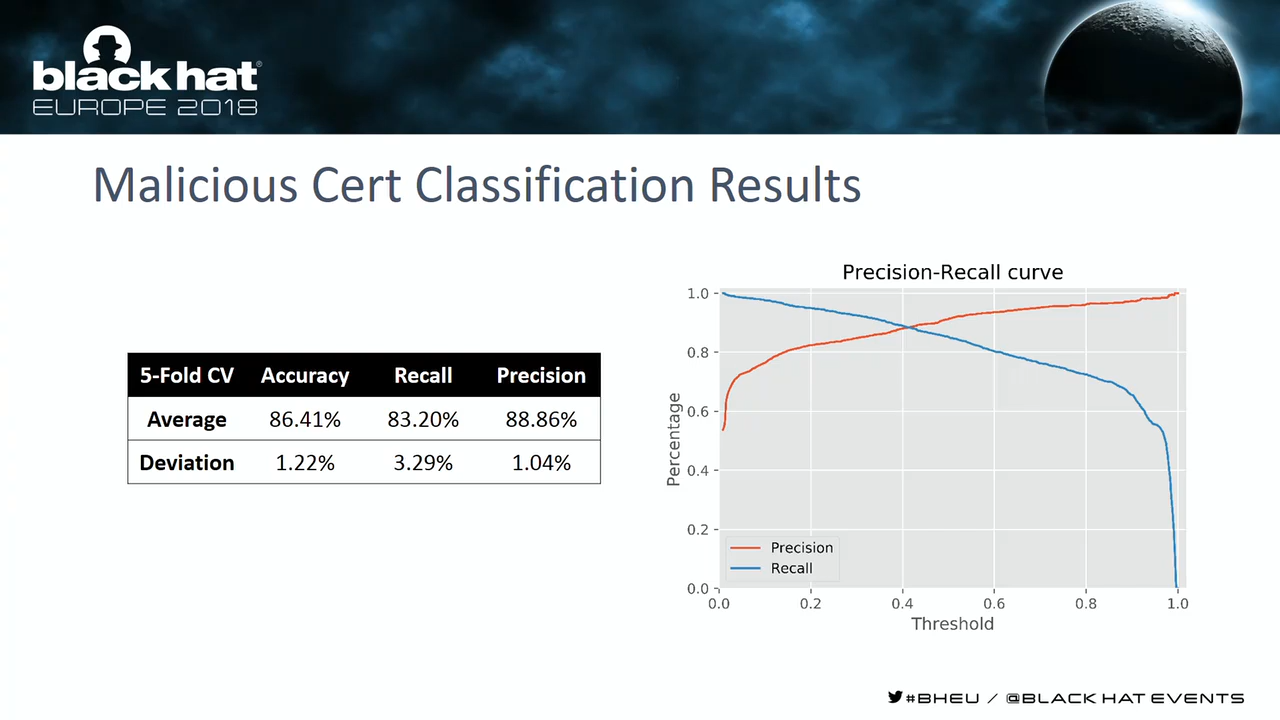 black hat®
EUROPE 2018
Malicious Cert Classification Results
5-Fold CV Accuracy Recall Precision
Average 86.41% 83.20% 88.86%
Deviation 1.22% 3.29% 1.04%
Precision-Recall curve
Percentage
1.0
0.8
0.6
0.4
0.2
0.0
Precision
Recall
0.0 0.2 0.4 0.6 0.8 1.0
Threshold
#BHEU / @BLACK HAT EVENTS